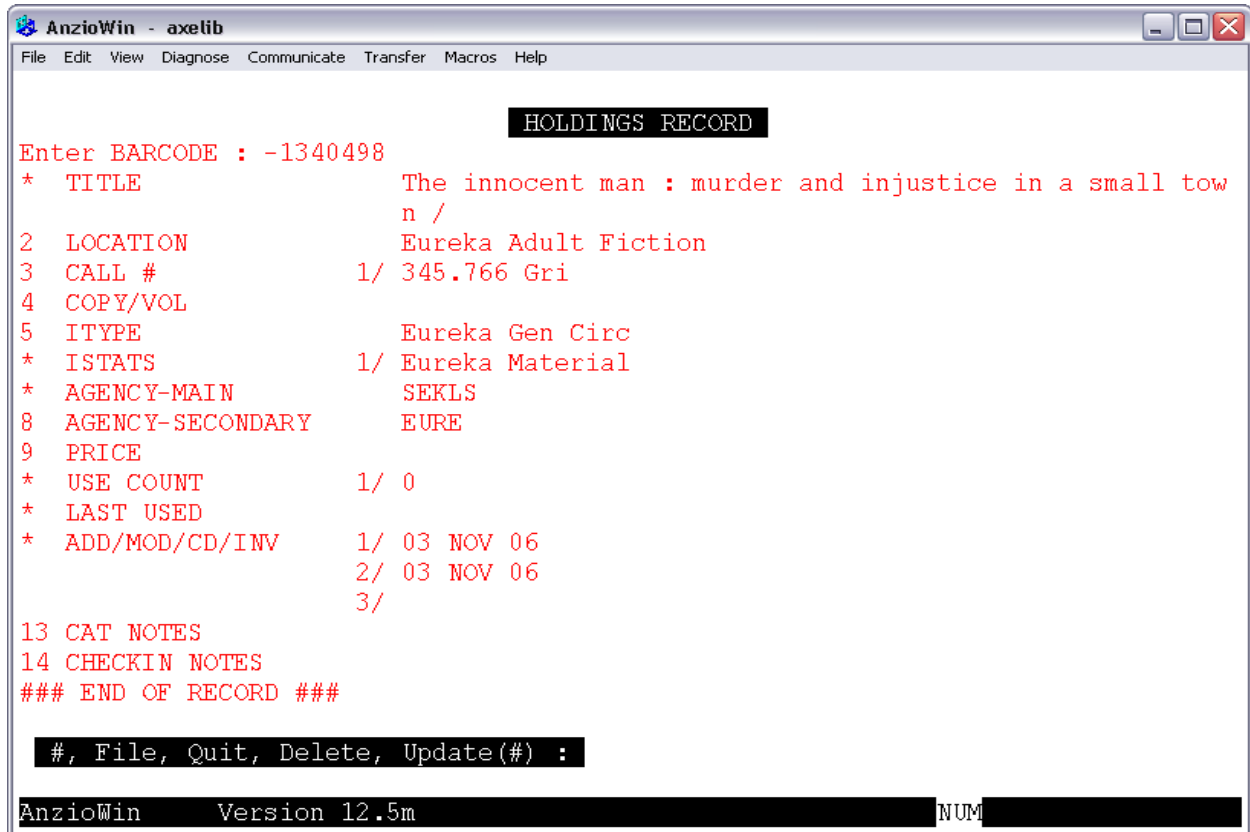 AnzioWin - axelib
File Edit View Diagnose Communicate Transfer Macros Help
HOLDINGS RECORD
Enter BARCODE : -1340498
* TITLE The innocent man : murder and injustice in a small tow
n /
2 LOCATION Eureka Adult Fiction
3 CALL # 1/ 345.766 Gri
4 COPY/VOL
5 ITYPE Eureka Gen Circ
* ISTATS 1/ Eureka Material
* AGENCY-MAIN SEKLS
8 AGENCY-SECONDARY EURE
9 PRICE
* USE COUNT 1/ 0
* LAST USED
* ADD/MOD/CD/INV 1/ 03 NOV 06
2/ 03 NOV 06
3/
13 CAT NOTES
14 CHECKIN NOTES
### END OF RECORD ###
#, File, Quit, Delete, Update(#) :
AnzioWin Version 12.5m NUM